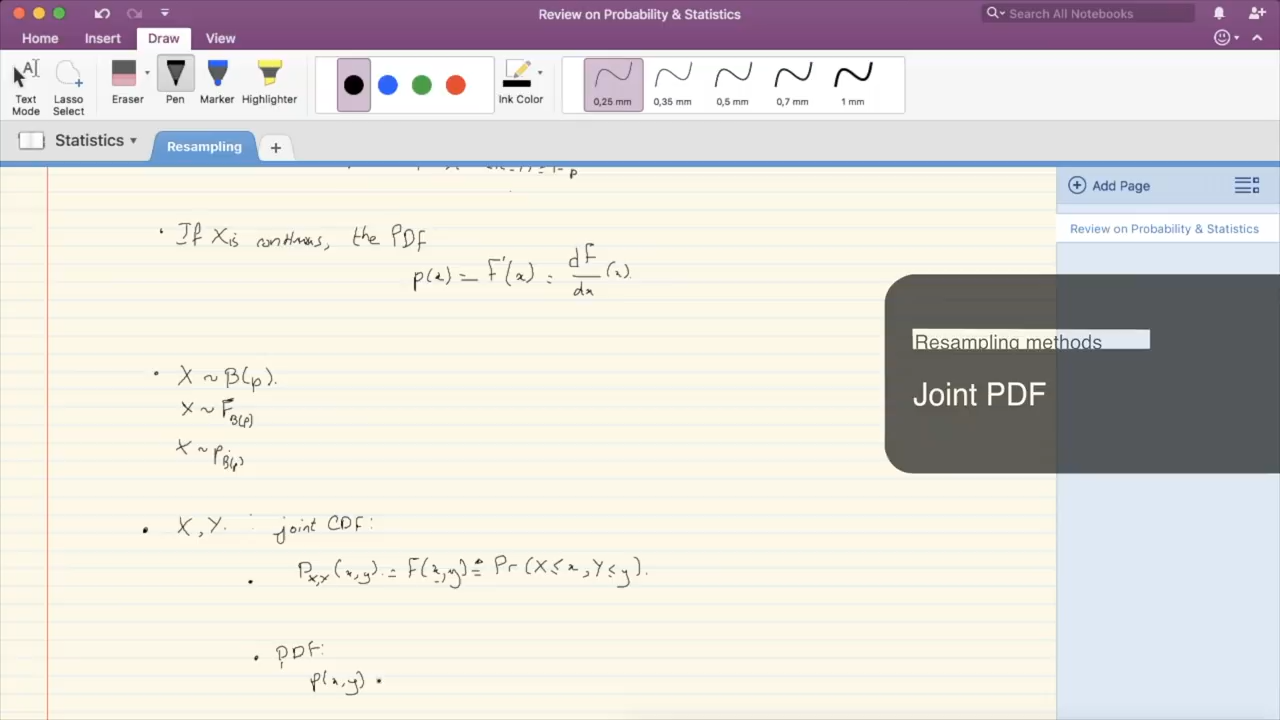 Review on Probability & Statistics
Search All Notebooks
Home Insert Draw View
Text Mode
Lasso Select
Eraser
Pen
Marker
Highlighter
Ink Color
0,25 mm
0,35 mm
0,5 mm
0,7 mm
1 mm
Statistics
Resampling
+
Add Page
Review on Probability & Statistics
• If X is continuous, the PDF
p(x) = F'(x) = dF/dx (x)
Resampling methods
Joint PDF
• X ~ B(p).
X ~ F_B(p)
X ~ p_B(p)
• X, Y. joint CDF:
• P_X,Y(x,y) = F(x,y) = Pr(X ≤ x, Y ≤ y).
• PDF:
p(x,y)